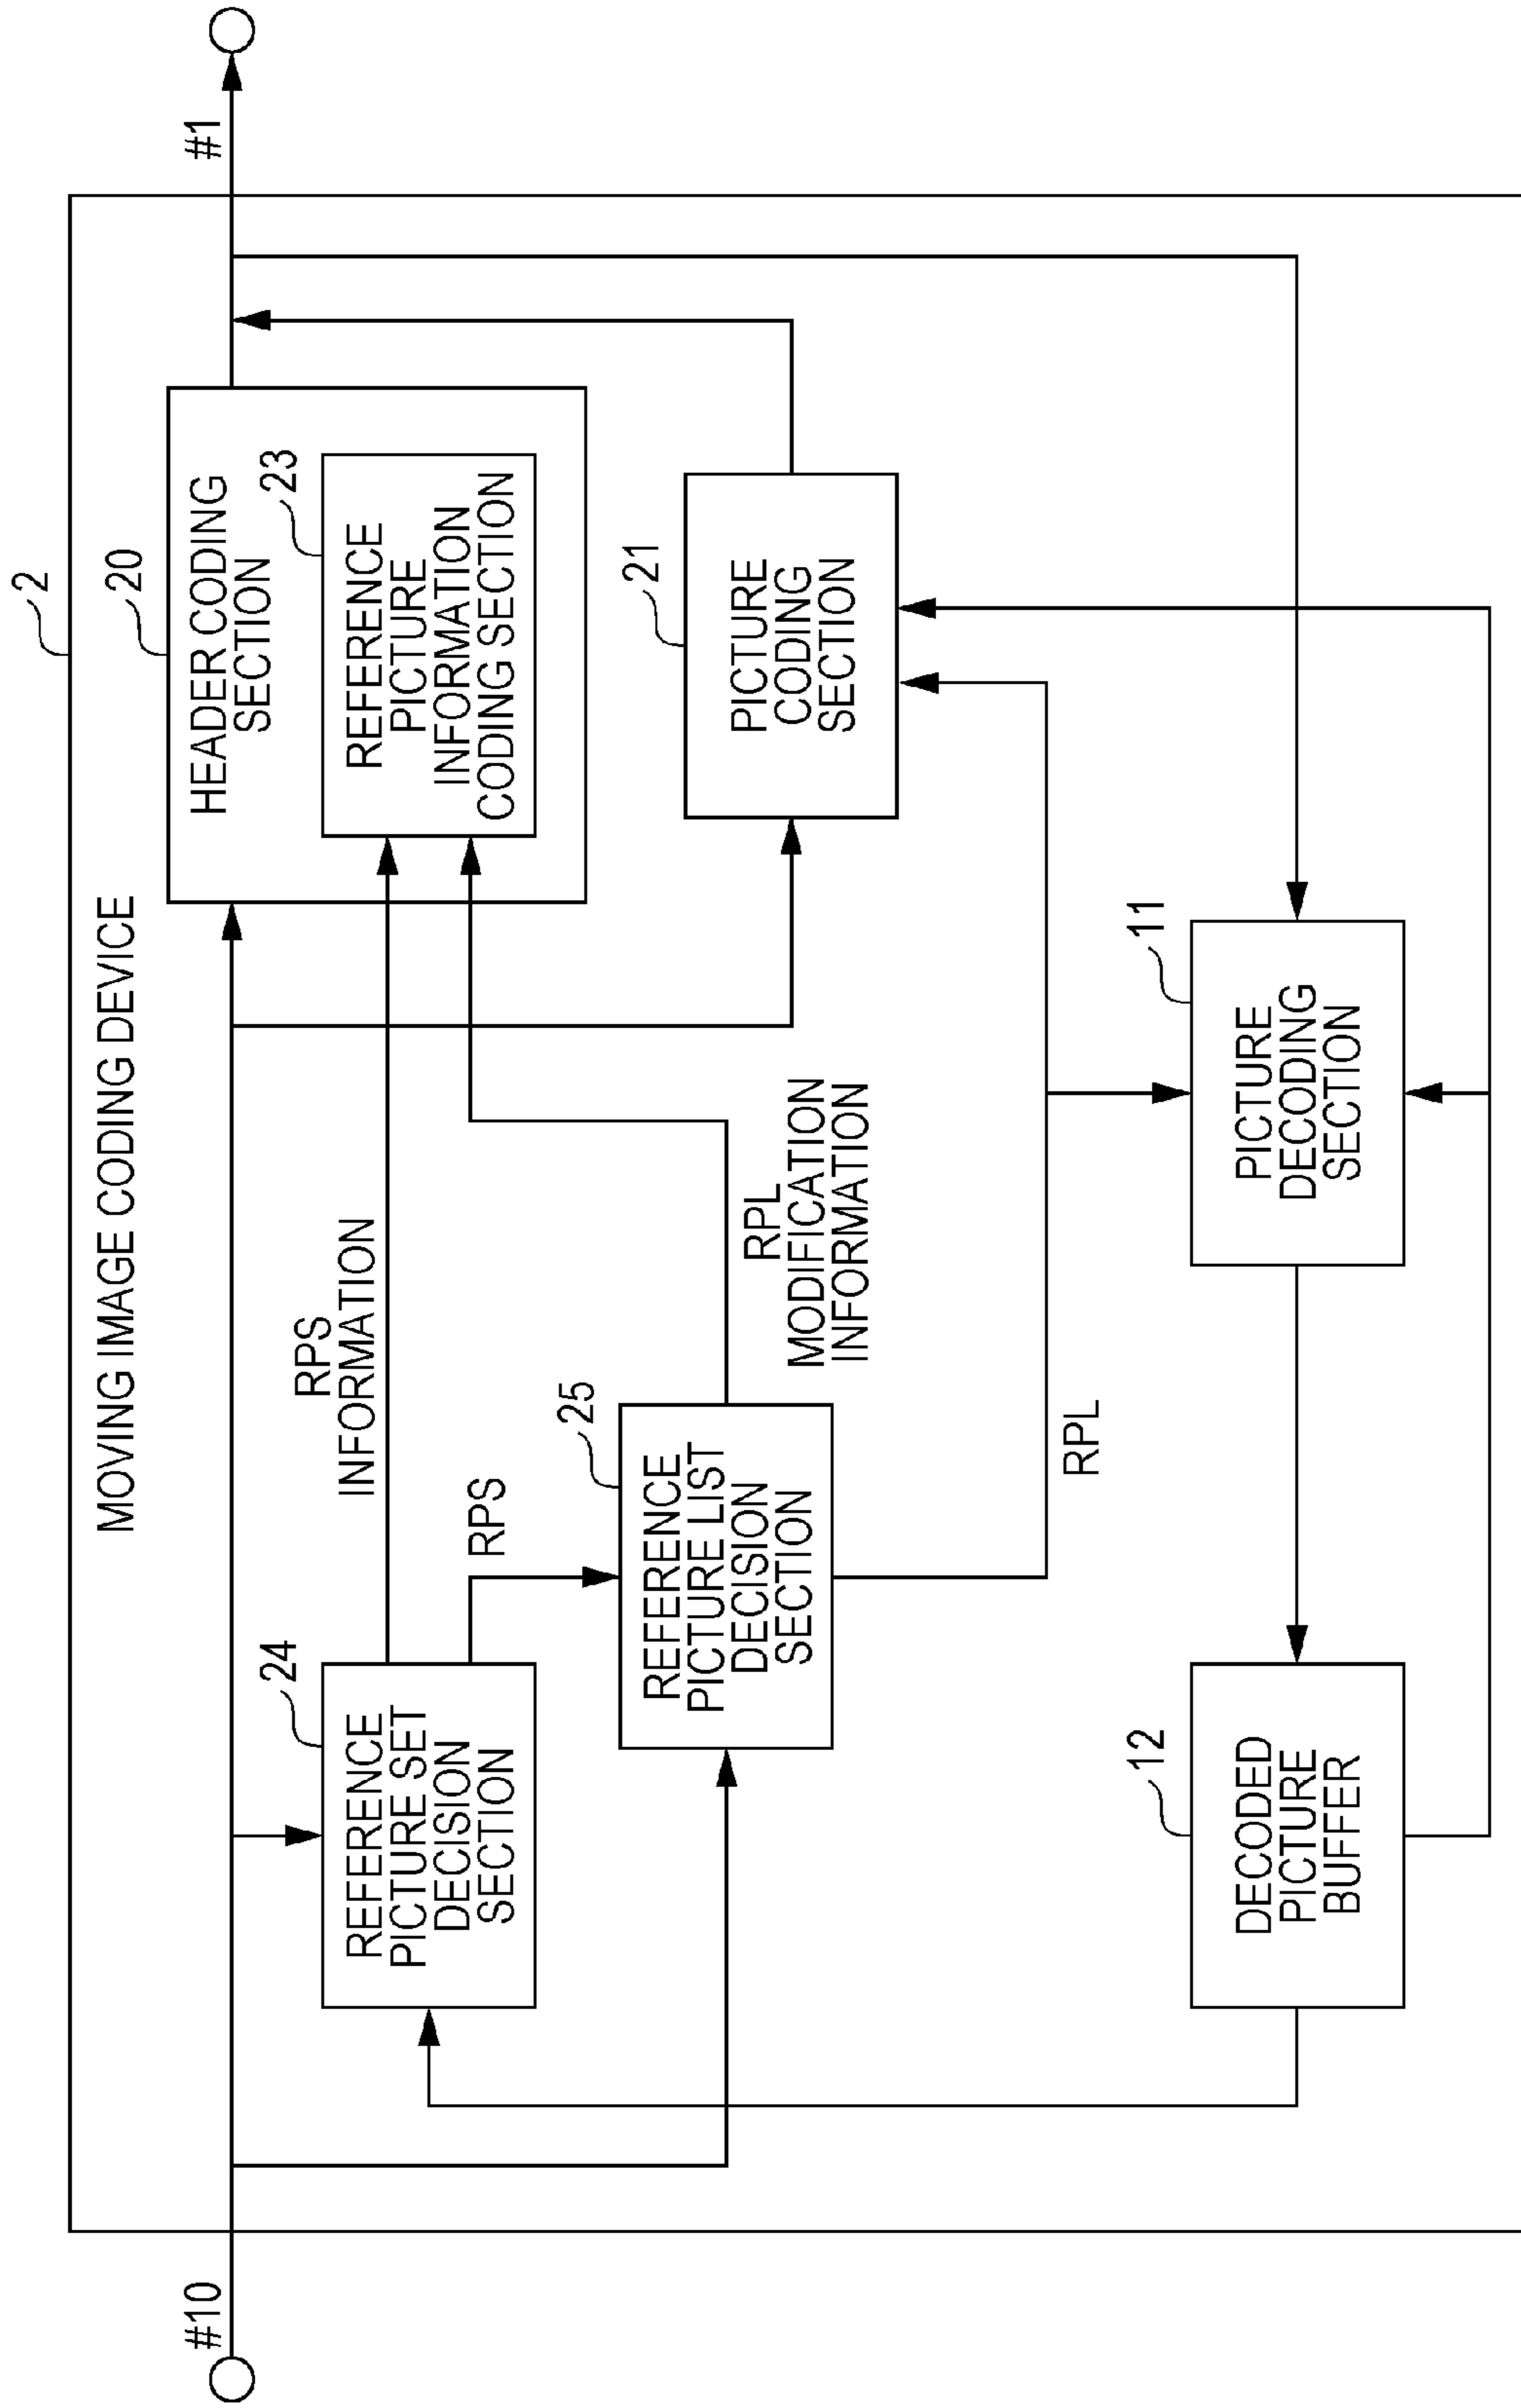 2
MOVING IMAGE CODING DEVICE
#10
#1
20
HEADER CODING
SECTION
23
REFERENCE
PICTURE
INFORMATION
CODING SECTION
24
REFERENCE
PICTURE SET
DECISION
SECTION
RPS
INFORMATION
RPS
25
REFERENCE
PICTURE LIST
DECISION
SECTION
RPL
MODIFICATION
INFORMATION
21
PICTURE
CODING
SECTION
RPL
12
DECODED
PICTURE
BUFFER
11
PICTURE
DECODING
SECTION